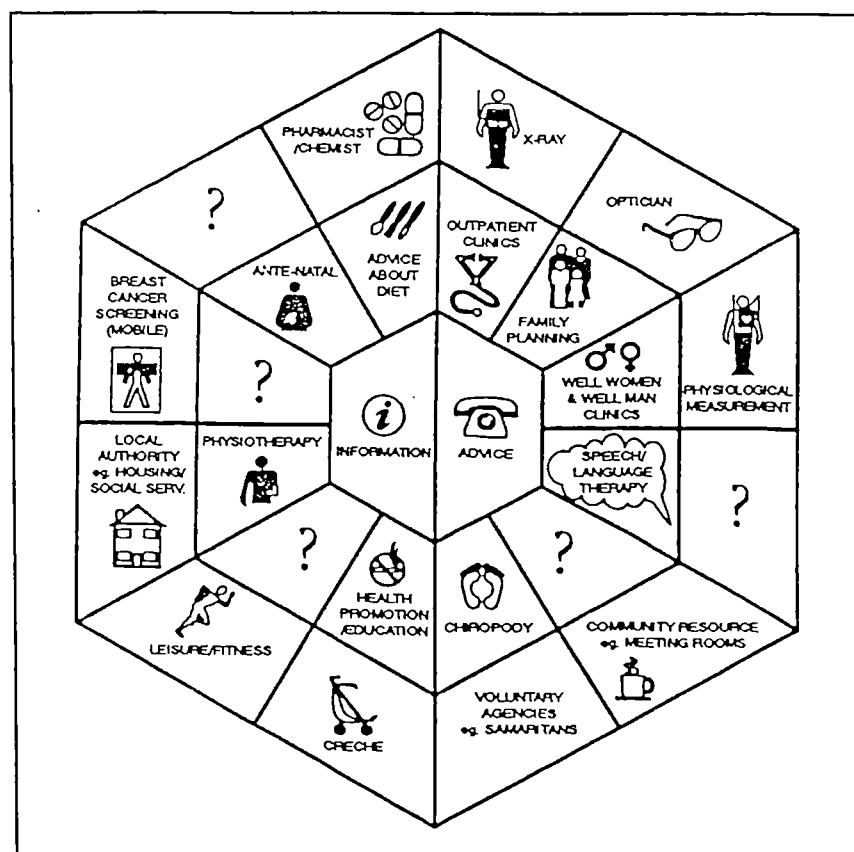 PHARMACIST
/CHEMIST
X-RAY
?
OPTICIAN
ANTE-NATAL
ADVICE
ABOUT
DIET
OUTPATIENT
CLINICS
FAMILY
PLANNING
BREAST
CANCER
SCREENING
(MOBILE)
?
i
INFORMATION
ADVICE
WELL WOMEN
& WELL MAN
CLINICS
PHYSIOLOGICAL
MEASUREMENT
LOCAL
AUTHORITY
eg. HOUSING/
SOCIAL SERV.
PHYSIOTHERAPY
SPEECH/
LANGUAGE
THERAPY
?
?
HEALTH
PROMOTION
/EDUCATION
CHIROPODY
?
LEISURE/FITNESS
CRECHE
VOLUNTARY
AGENCIES
eg. SAMARITANS
COMMUNITY RESOURCE
eg. MEETING ROOMS